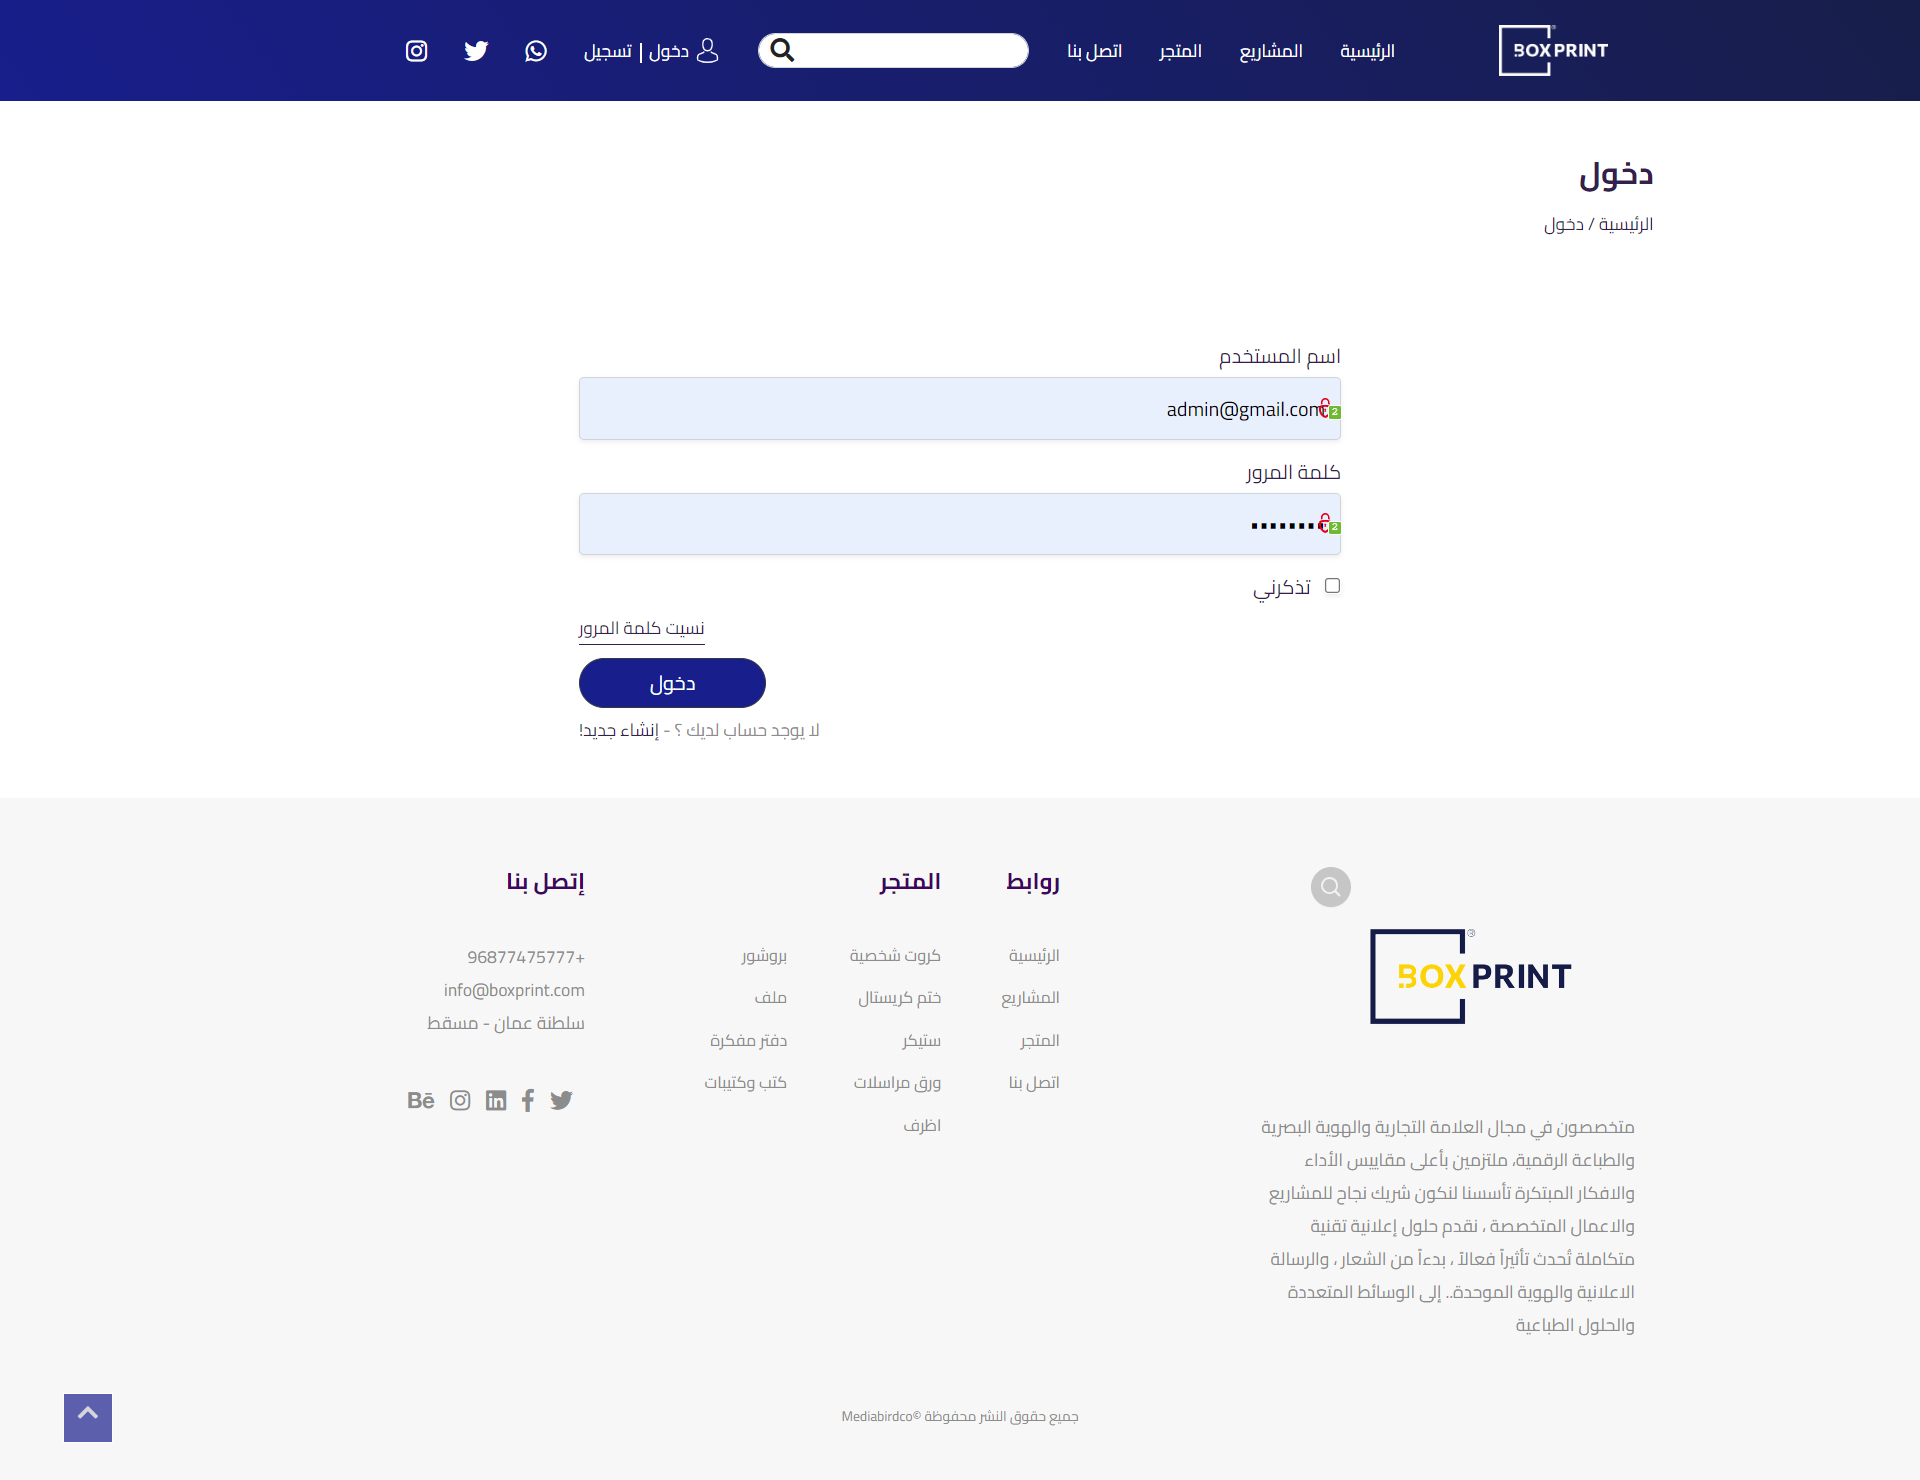 BOX PRINT
الرئيسية
المشاريع
المتجر
اتصل بنا
دخول | تسجيل
دخول
الرئيسية / دخول
اسم المستخدم
admin@gmail.com
2
كلمة المرور
2
تذكرني
نسيت كلمة المرور
دخول
لا يوجد حساب لديك ؟ - إنشاء جديد!
BOX PRINT
متخصصون في مجال العلامة التجارية والهوية البصرية
والطباعة الرقمية، ملتزمين بأعلى مقاييس الأداء
والافكار المبتكرة تأسسنا لنكون شريك نجاح للمشاريع
والاعمال المتخصصة ، نقدم حلول إعلانية تقنية
متكاملة تُحدث تأثيراً فعالاً ، بدءاً من الشعار ، والرسالة
الاعلانية والهوية الموحدة.. إلى الوسائط المتعددة
والحلول الطباعية
روابط
الرئيسية
المشاريع
المتجر
اتصل بنا
المتجر
كروت شخصية
ختم كريستال
ستيكر
ورق مراسلات
اظرف
بروشور
ملف
دفتر مفكرة
كتب وكتيبات
إتصل بنا
96877475777+
info@boxprint.com
سلطنة عمان - مسقط
جميع حقوق النشر محفوظة ©Mediabirdco